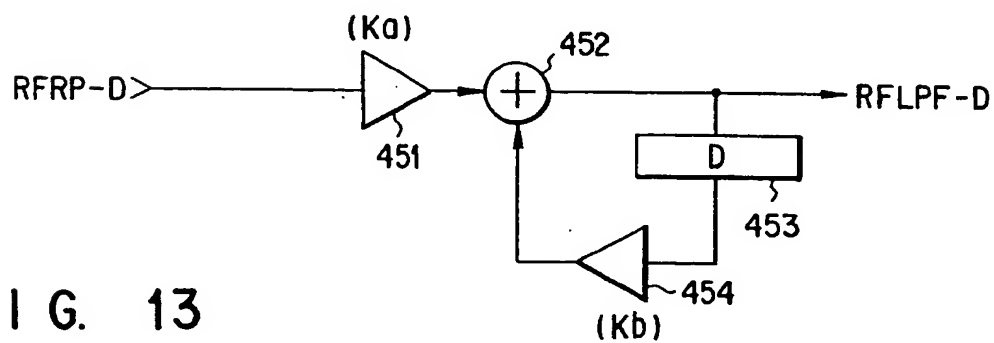 (Ka)
452
RFRP-D
+
RFLPF-D
451
D
453
454
(Kb)
I G. 13